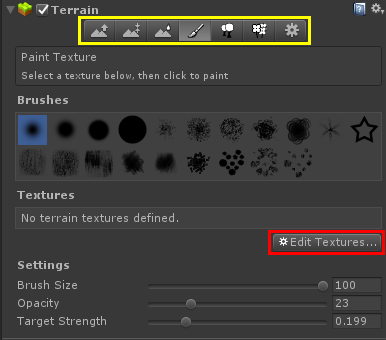 Terrain
Paint Texture
Select a texture below, then click to paint
Brushes
Textures
No terrain textures defined.
Edit Textures...
Settings
Brush Size 100
Opacity 23
Target Strength 0.199